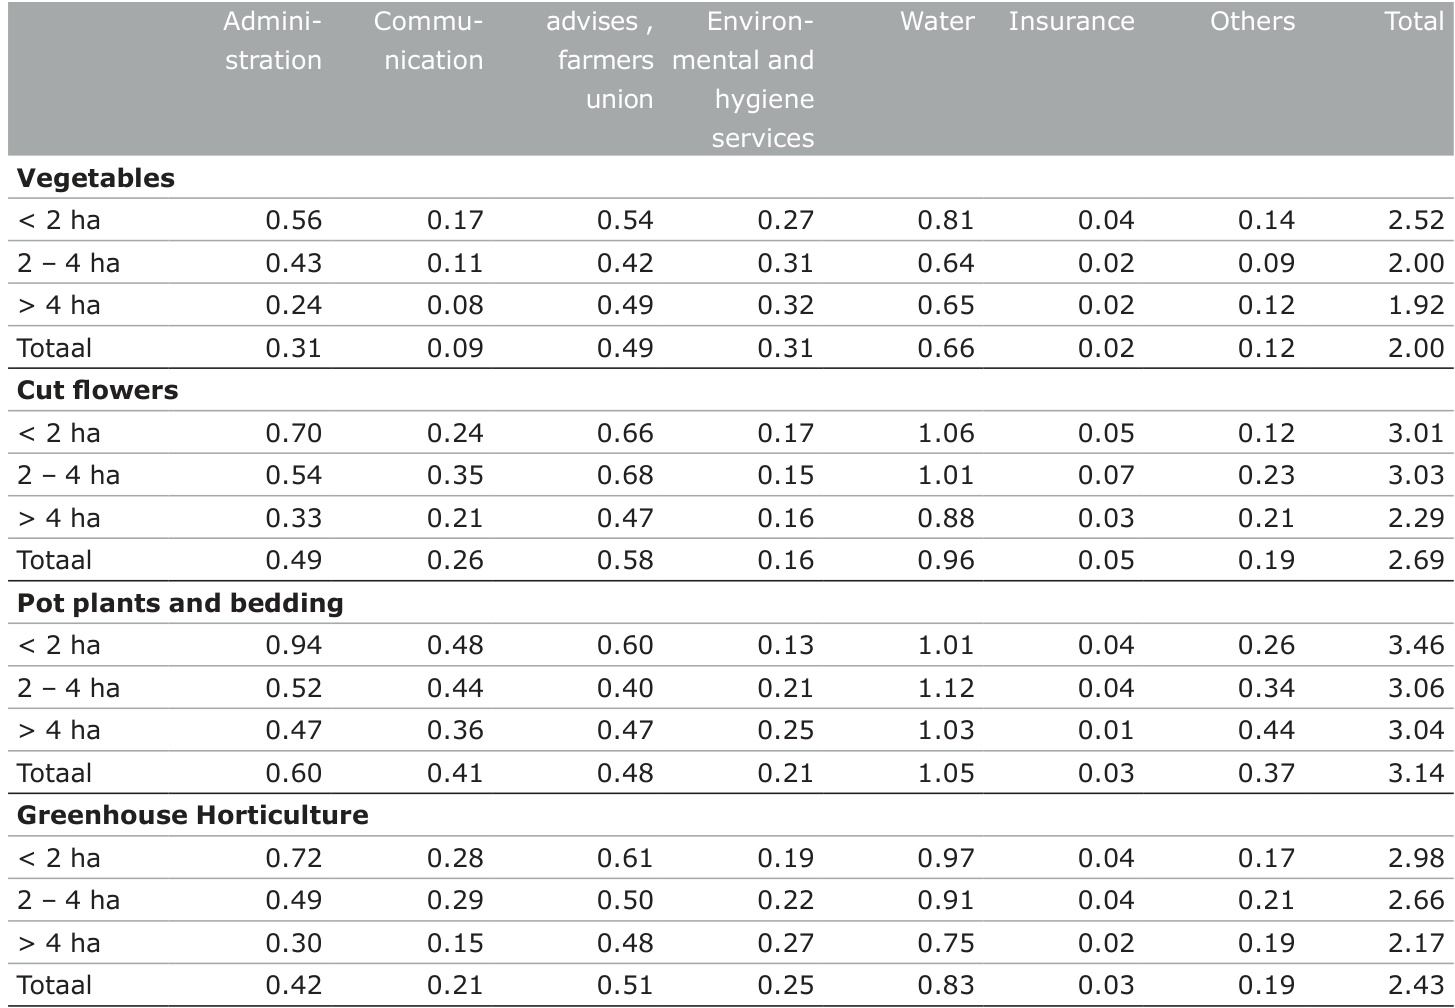 Admini- Commu- advises , Environ- Water Insurance Others Total
stration nication farmers mental and
union hygiene
services
Vegetables
< 2 ha 0.56 0.17 0.54 0.27 0.81 0.04 0.14 2.52
2 – 4 ha 0.43 0.11 0.42 0.31 0.64 0.02 0.09 2.00
> 4 ha 0.24 0.08 0.49 0.32 0.65 0.02 0.12 1.92
Totaal 0.31 0.09 0.49 0.31 0.66 0.02 0.12 2.00
Cut flowers
< 2 ha 0.70 0.24 0.66 0.17 1.06 0.05 0.12 3.01
2 – 4 ha 0.54 0.35 0.68 0.15 1.01 0.07 0.23 3.03
> 4 ha 0.33 0.21 0.47 0.16 0.88 0.03 0.21 2.29
Totaal 0.49 0.26 0.58 0.16 0.96 0.05 0.19 2.69
Pot plants and bedding
< 2 ha 0.94 0.48 0.60 0.13 1.01 0.04 0.26 3.46
2 – 4 ha 0.52 0.44 0.40 0.21 1.12 0.04 0.34 3.06
> 4 ha 0.47 0.36 0.47 0.25 1.03 0.01 0.44 3.04
Totaal 0.60 0.41 0.48 0.21 1.05 0.03 0.37 3.14
Greenhouse Horticulture
< 2 ha 0.72 0.28 0.61 0.19 0.97 0.04 0.17 2.98
2 – 4 ha 0.49 0.29 0.50 0.22 0.91 0.04 0.21 2.66
> 4 ha 0.30 0.15 0.48 0.27 0.75 0.02 0.19 2.17
Totaal 0.42 0.21 0.51 0.25 0.83 0.03 0.19 2.43